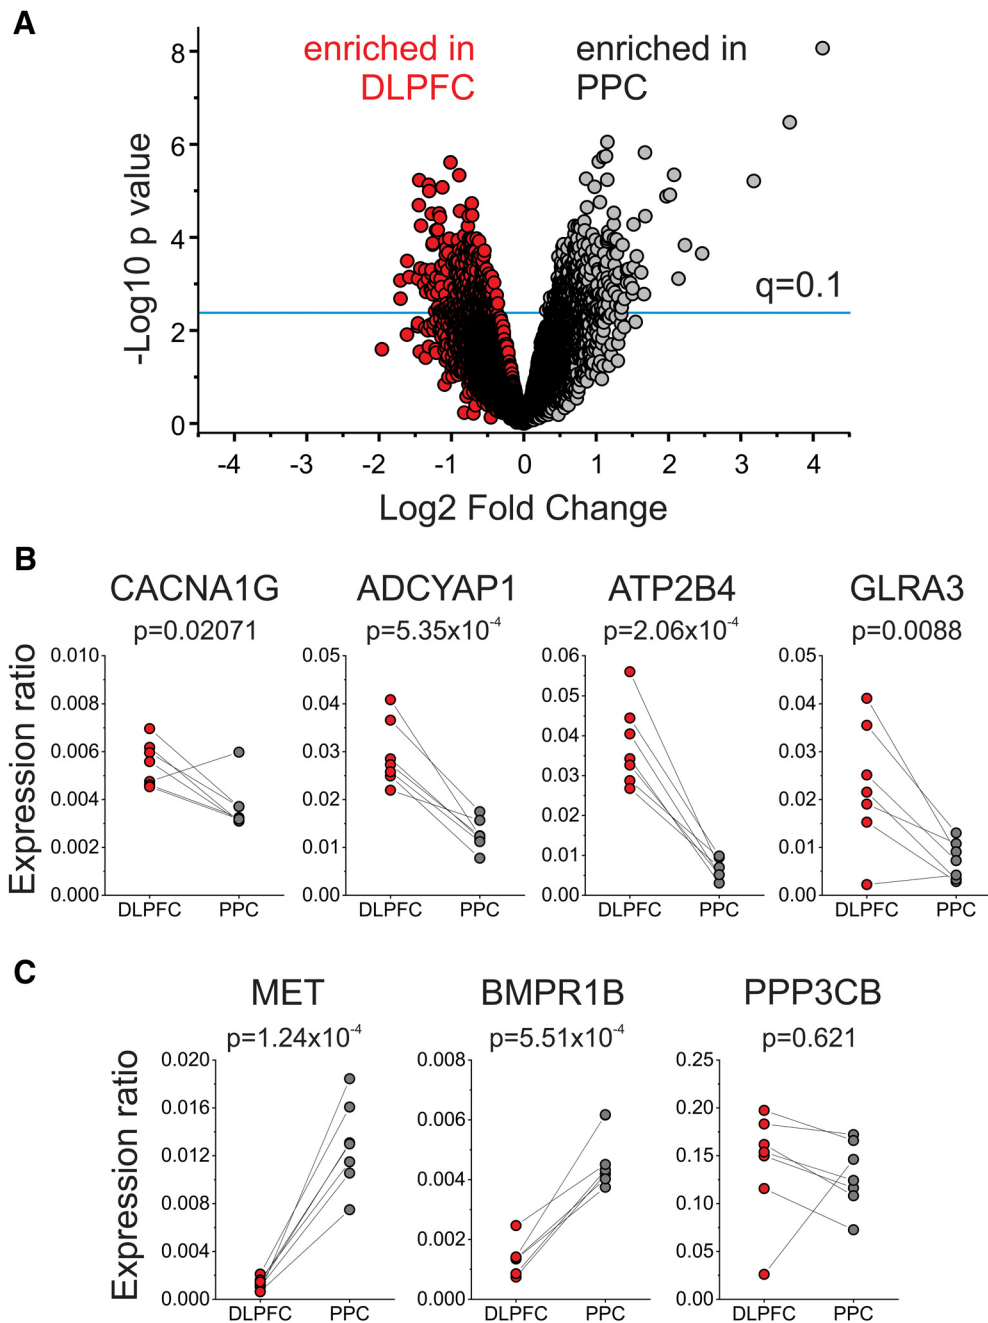 A
enriched in
DLPFC
enriched in
PPC
q=0.1
-Log10 p value
8
6
4
2
0
-4 -3 -2 -1 0 1 2 3 4
Log2 Fold Change
B
CACNA1G
p=0.02071
Expression ratio
0.010
0.008
0.006
0.004
0.002
0.000
DLPFC PPC
ADCYAP1
p=5.35x10-4
0.05
0.04
0.03
0.02
0.01
0.00
DLPFC PPC
ATP2B4
p=2.06x10-4
0.06
0.05
0.04
0.03
0.02
0.01
0.00
DLPFC PPC
GLRA3
p=0.0088
0.05
0.04
0.03
0.02
0.01
0.00
DLPFC PPC
C
MET
p=1.24x10-4
Expression ratio
0.020
0.016
0.012
0.008
0.004
0.000
DLPFC PPC
BMPR1B
p=5.51x10-4
0.008
0.006
0.004
0.002
0.000
DLPFC PPC
PPP3CB
p=0.621
0.25
0.20
0.15
0.10
0.05
0.00
DLPFC PPC